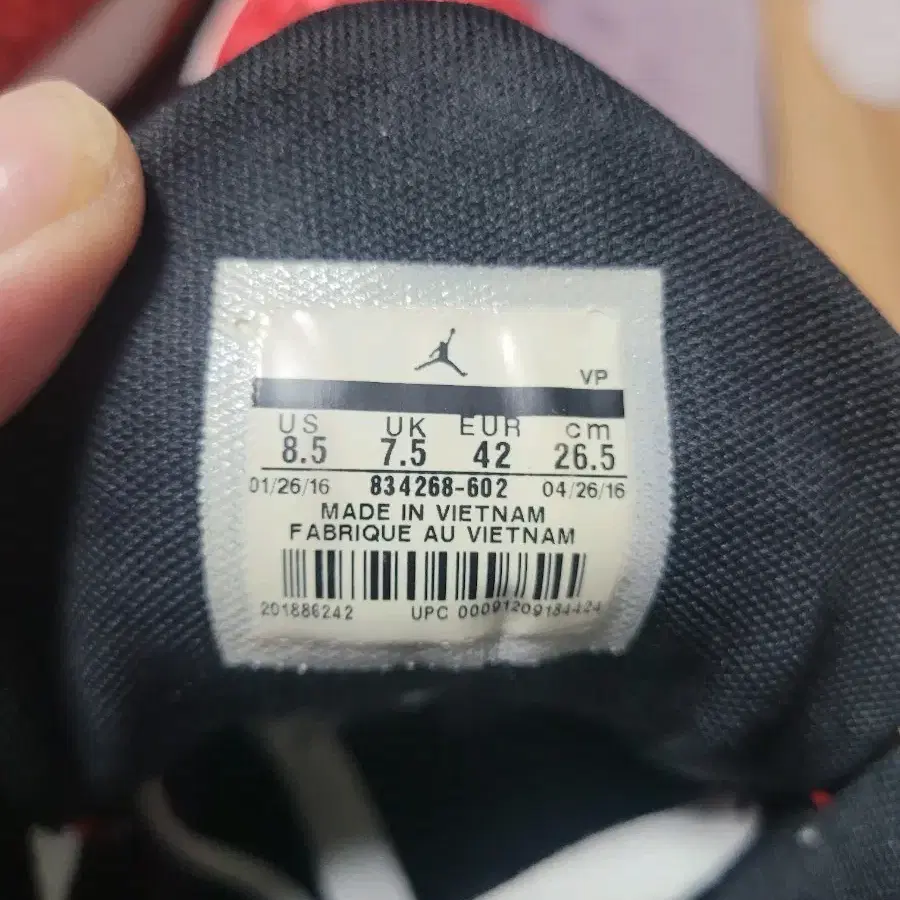 VP
US UK EUR cm
8.5 7.5 42 26.5
01/26/16 834268-602 04/26/16
MADE IN VIETNAM
FABRIQUE AU VIETNAM
201886242 UPC 00091209184424